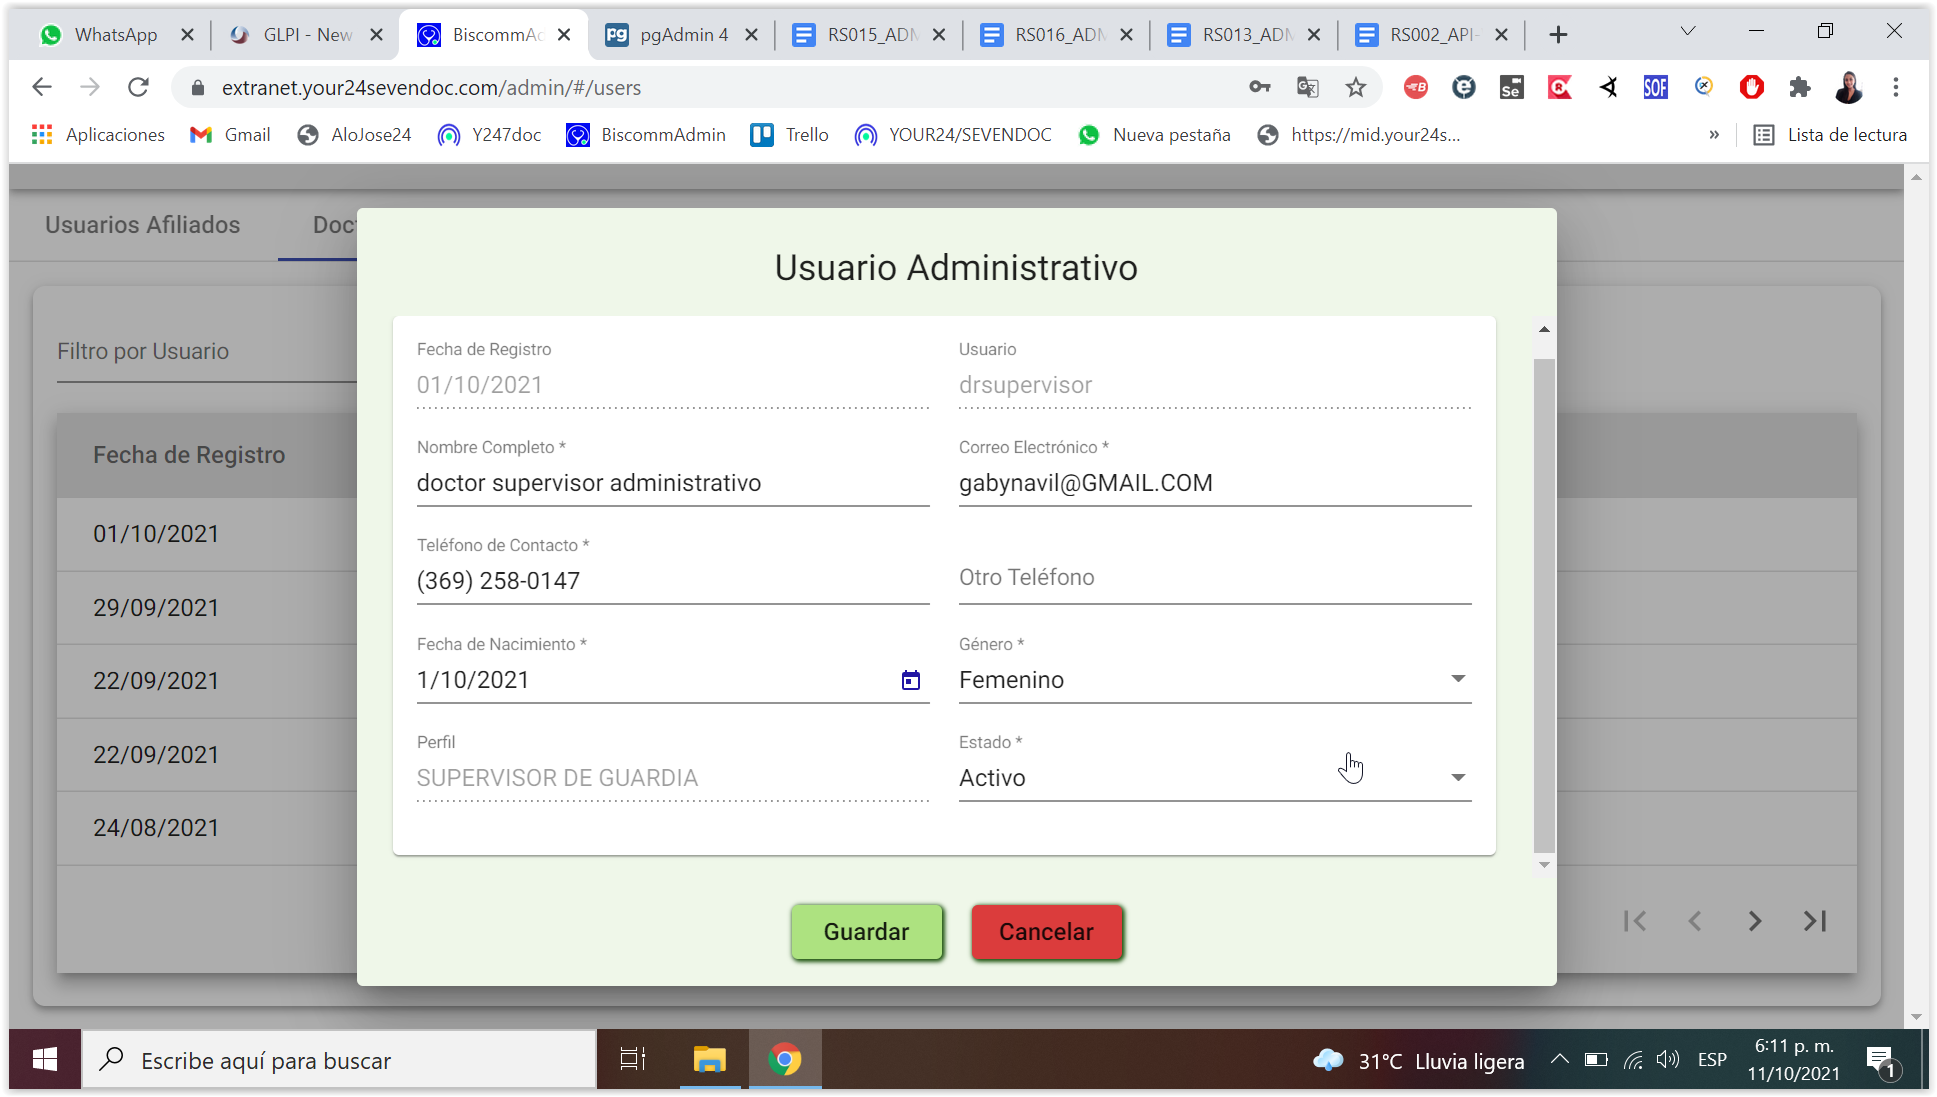 WhatsApp
GLPI - New
BiscommAd
pgAdmin 4
RS015_ADM
RS016_ADM
RS013_ADM
RS002_API-
extranet.your24sevendoc.com/admin/#/users
Aplicaciones
Gmail
AloJose24
Y247doc
BiscommAdmin
Trello
YOUR24/SEVENDOC
Nueva pestaña
https://mid.your24s...
»
Lista de lectura
Usuarios Afiliados
Doct
Filtro por Usuario
Fecha de Registro
01/10/2021
29/09/2021
22/09/2021
22/09/2021
24/08/2021
Usuario Administrativo
Fecha de Registro
01/10/2021
Usuario
drsupervisor
Nombre Completo *
doctor supervisor administrativo
Correo Electrónico *
gabynavil@GMAIL.COM
Teléfono de Contacto *
(369) 258-0147
Otro Teléfono
Fecha de Nacimiento *
1/10/2021
Género *
Femenino
Perfil
SUPERVISOR DE GUARDIA
Estado *
Activo
Guardar
Cancelar
Escribe aquí para buscar
31°C Lluvia ligera
ESP
6:11 p. m.
11/10/2021
1